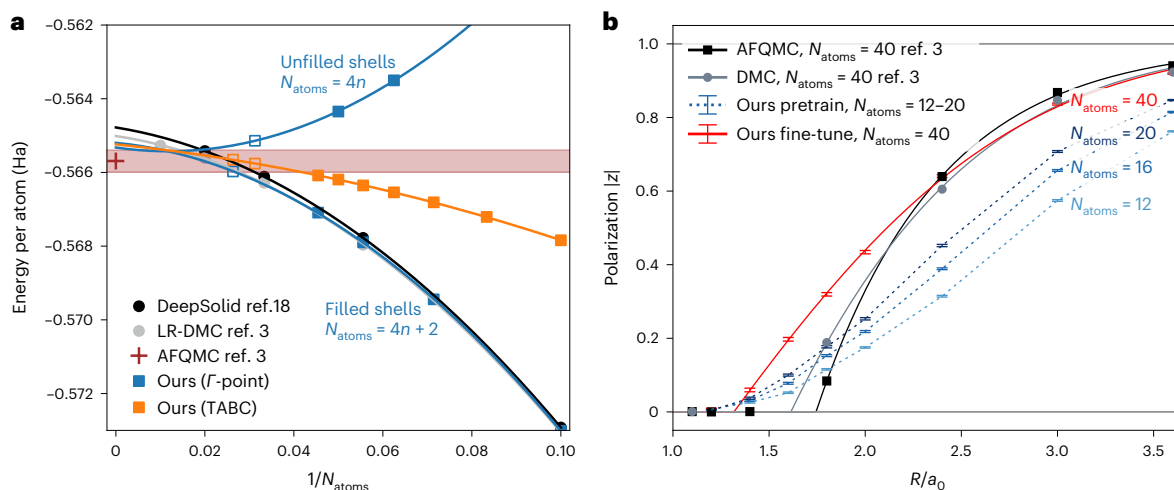 a
−0.562
−0.564
−0.566
−0.568
−0.570
−0.572
Energy per atom (Ha)
Unfilled shells
Natoms = 4n
Filled shells
Natoms = 4n + 2
DeepSolid ref.18
LR-DMC ref. 3
AFQMC ref. 3
Ours (Γ-point)
Ours (TABC)
0
0.02
0.04
0.06
0.08
0.10
1/Natoms
b
1.0
0.8
0.6
0.4
0.2
0
Polarization |z|
AFQMC, Natoms = 40 ref. 3
DMC, Natoms = 40 ref. 3
Ours pretrain, Natoms = 12–20
Ours fine-tune, Natoms = 40
Natoms = 40
Natoms = 20
Natoms = 16
Natoms = 12
1.0
1.5
2.0
2.5
3.0
3.5
R/a0